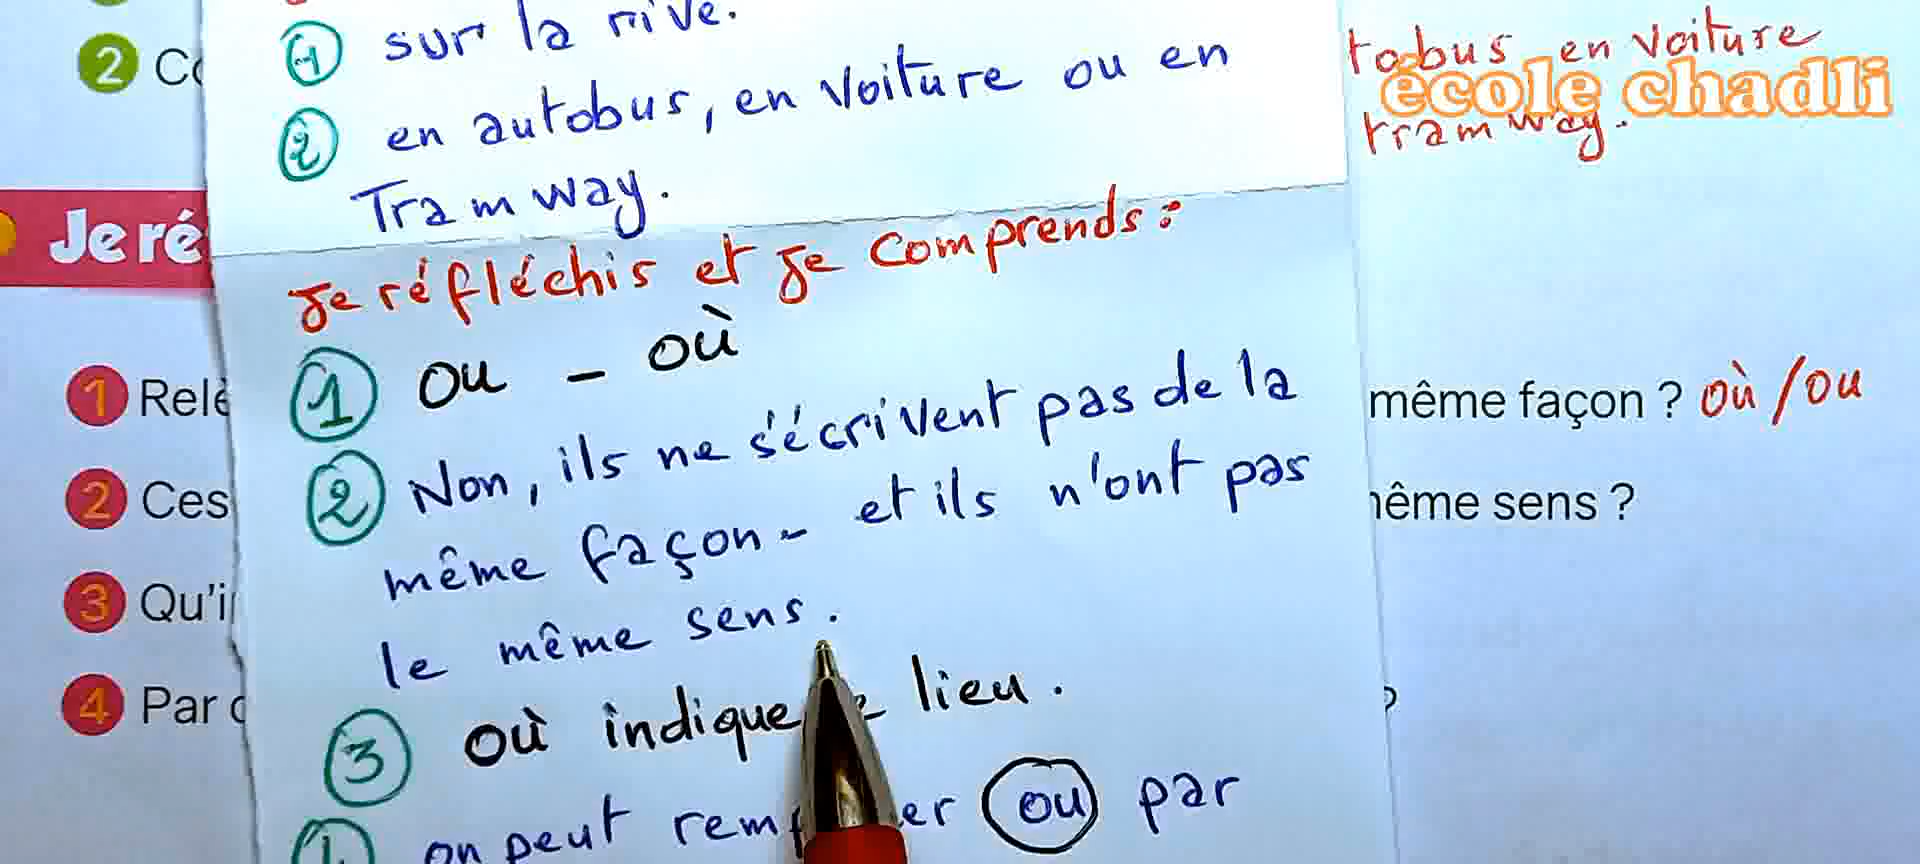 ① sur la rive.
② en autobus, en voiture ou en
Tramway.
Je réfléchis et je comprends :
① ou - où
② Non, ils ne s'écrivent pas de la
même façon - et ils n'ont pas
le même sens.
③ où indique lieu.
on peut ou par
2
Je ré
1 Relè
2 Ces
3 Qu'i
4 Par
tobus en voiture
tramway.
école chadli
même façon ? où / ou
même sens ?